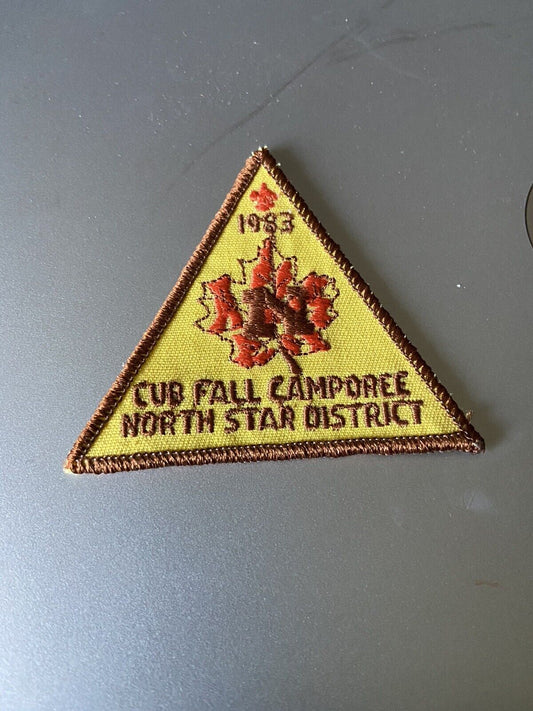 1983
N
CUB FALL CAMPOREE
NORTH STAR DISTRICT